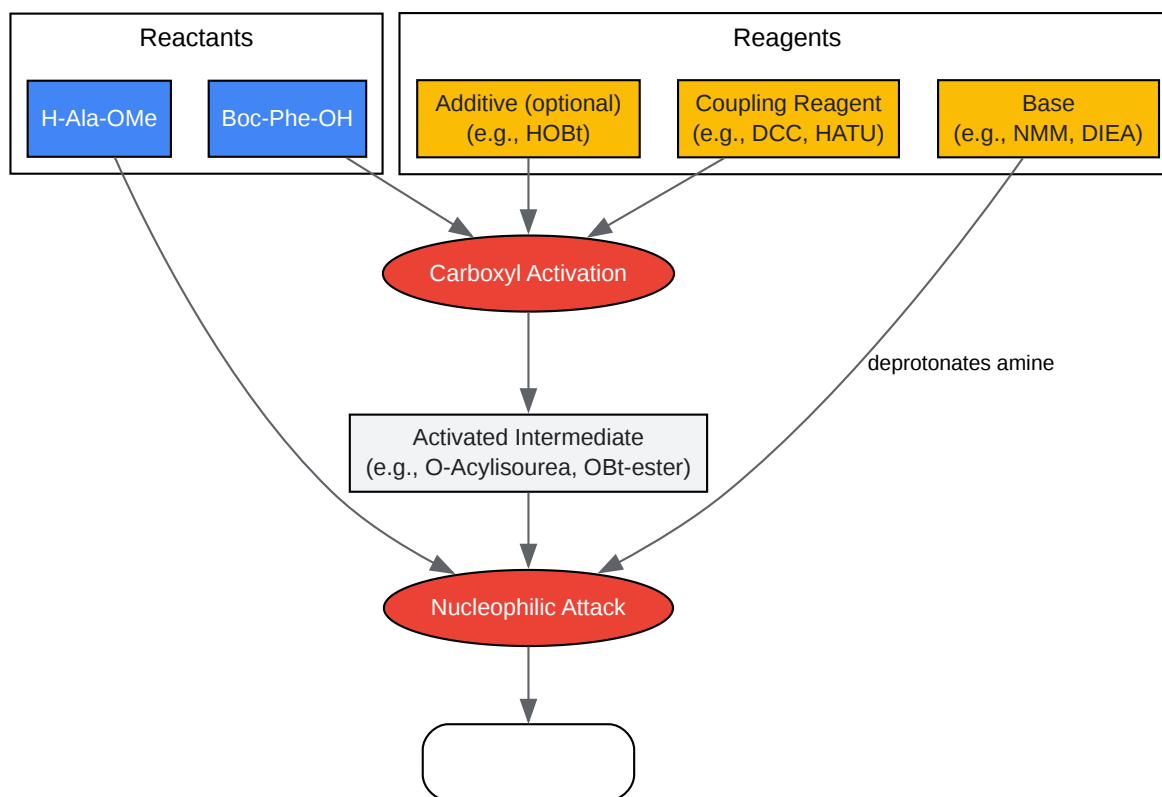 Reactants
Reagents
H-Ala-OMe
Boc-Phe-OH
Additive (optional)
(e.g., HOBt)
Coupling Reagent
(e.g., DCC, HATU)
Base
(e.g., NMM, DIEA)
Carboxyl Activation
deprotonates amine
Activated Intermediate
(e.g., O-Acylisourea, OBt-ester)
Nucleophilic Attack